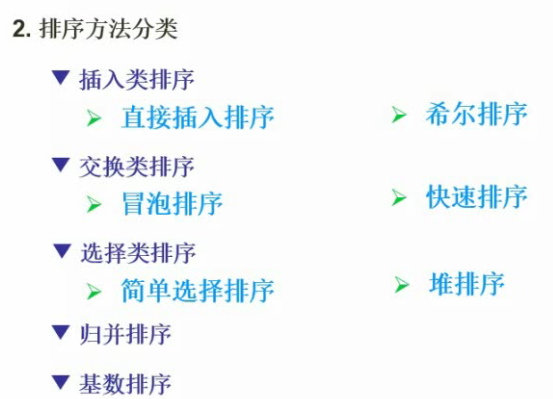 2. 排序方法分类
插入类排序
直接插入排序 希尔排序
交换类排序
冒泡排序 快速排序
选择类排序
简单选择排序 堆排序
归并排序
基数排序